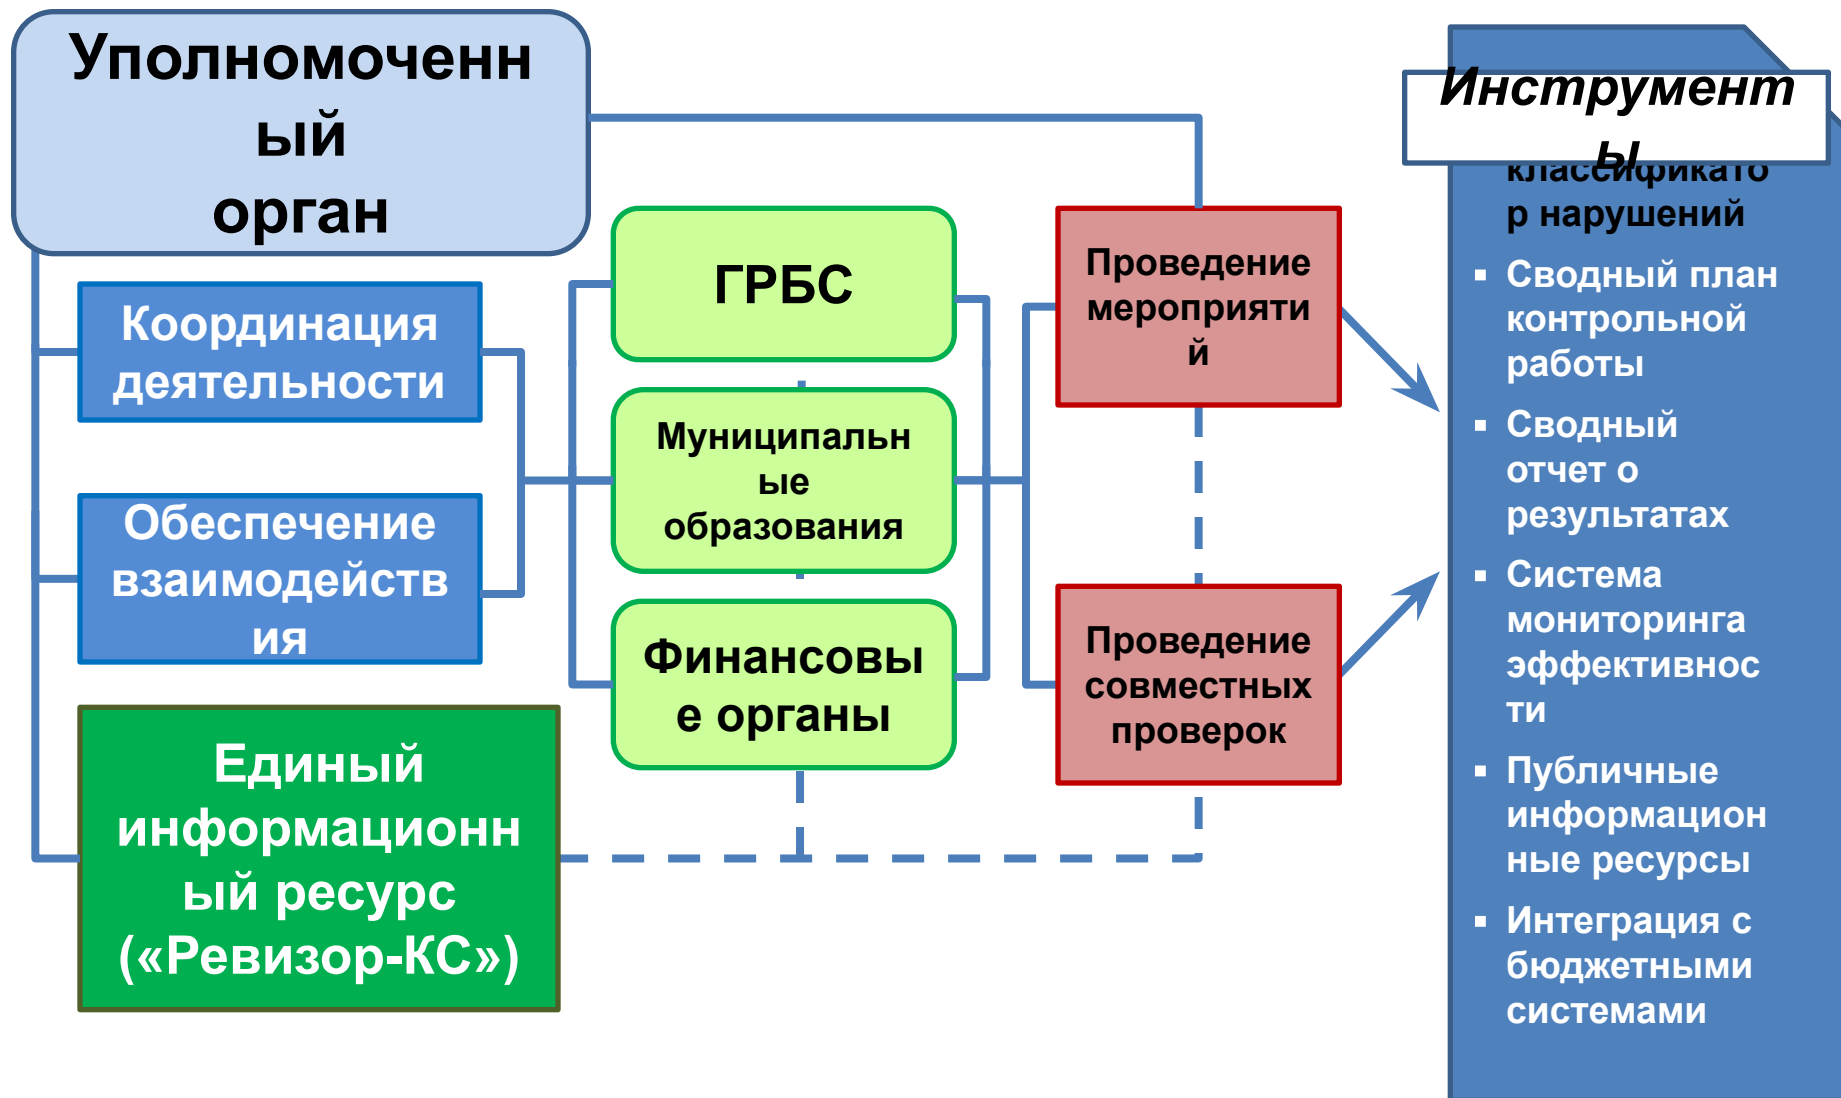 Уполномоченн
ый
орган
Координация
деятельности
Обеспечение
взаимодейств
ия
Единый
информационн
ый ресурс
(«Ревизор-КС»)
ГРБС
Муниципальн
ые
образования
Финансовы
е органы
Проведение
мероприяти
й
Проведение
совместных
проверок
Инструмент
ы
классификато
р нарушений
▪ Сводный план
контрольной
работы
▪ Сводный
отчет о
результатах
▪ Система
мониторинга
эффективнос
ти
▪ Публичные
информацион
ные ресурсы
▪ Интеграция с
бюджетными
системами